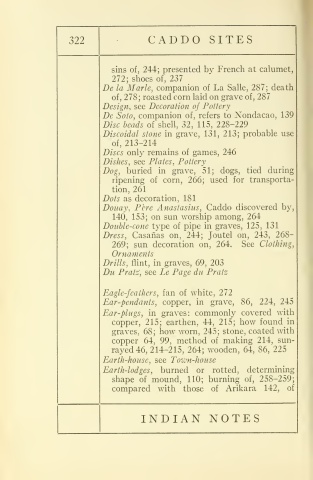 322
CADDO SITES
sins of, 244; presented by French at calumet,
272; shoes of, 237
De la Marle, companion of La Salle, 287; death
of, 278; roasted corn laid on grave of, 287
Design, see Decoration of Pottery
De Soto, companion of, refers to Nondacao, 139
Disc beads of shell, 32, 115, 228–229
Discoidal stone in grave, 131, 213; probable use
of, 213–214
Discs only remains of games, 246
Dishes, see Plates, Pottery
Dog, buried in grave, 51; dogs, tied during
ripening of corn, 266; used for transporta-
tion, 261
Dots as decoration, 181
Douay, Père Anastasius, Caddo discovered by,
140, 153; on sun worship among, 264
Double-cone type of pipe in graves, 125, 131
Dress, Casañas on, 244; Joutel on, 243, 268–
269; sun decoration on, 264. See Clothing,
Ornaments
Drills, flint, in graves, 69, 203
Du Pratz, see Le Page du Pratz
Eagle-feathers, fan of white, 272
Ear-pendants, copper, in grave, 86, 224, 245
Ear-plugs, in graves: commonly covered with
copper, 215; earthen, 44, 215; how found in
graves, 68; how worn, 245; stone, coated with
copper 64, 99, method of making 214, sun-
rayed 46, 214–215, 264; wooden, 64, 86, 225
Earth-house, see Town-house
Earth-lodges, burned or rotted, determining
shape of mound, 110; burning of, 258–259;
compared with those of Arikara 142, of
INDIAN NOTES